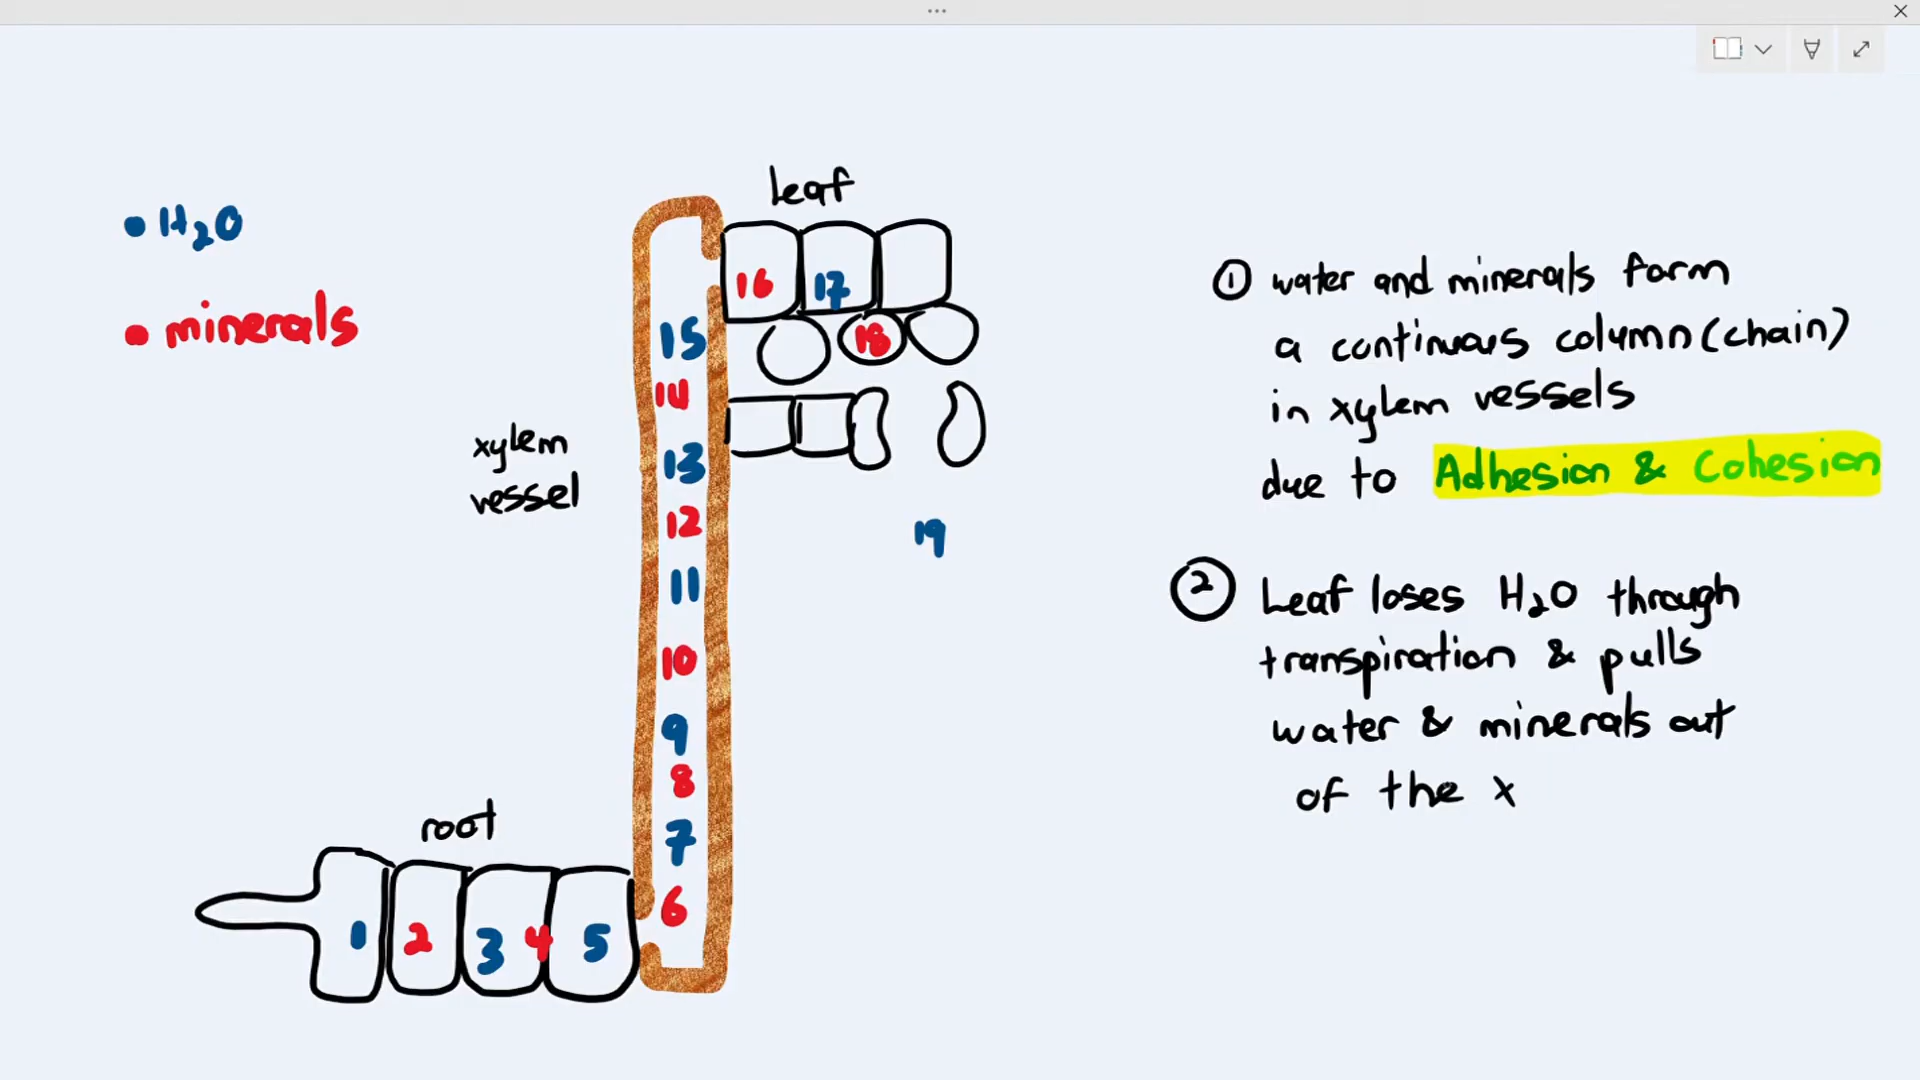 leaf
• H₂O
• minerals
16 17
18
15
14
13
12
11
10
9
8
7
6
xylem
vessel
19
root
1 2 3 4 5
① water and minerals form
a continuous column (chain)
in xylem vessels
due to Adhesion & Cohesion
② Leaf loses H₂O through
transpiration & pulls
water & minerals out
of the x